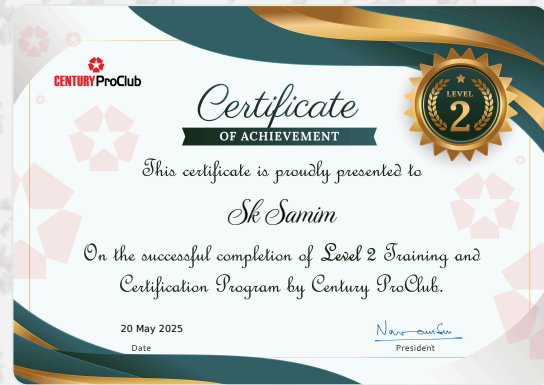 CENTURY ProClub
LEVEL
2
Certificate
OF ACHIEVEMENT
This certificate is proudly presented to
Sk Samim
On the successful completion of Level 2 Training and
Certification Program by Century ProClub.
20 May 2025
Date
President